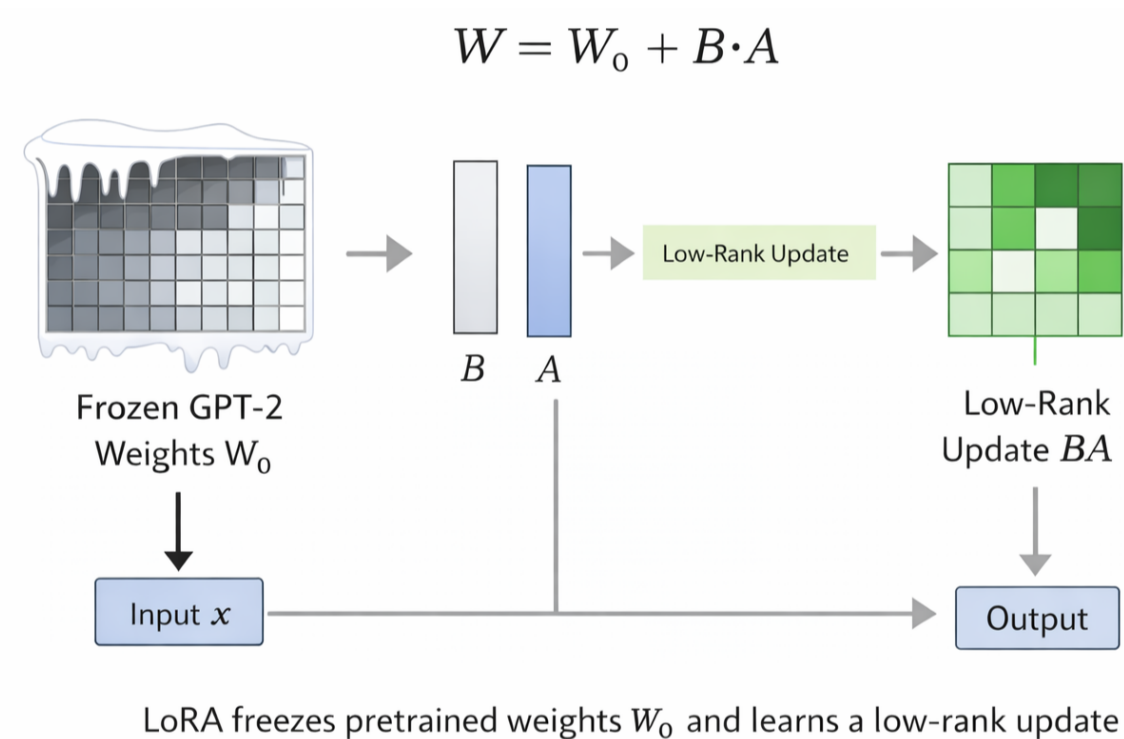 W = W₀ + B·A
B
A
Low-Rank Update
Frozen GPT-2
Weights W₀
Low-Rank
Update BA
Input x
Output
LoRA freezes pretrained weights W₀ and learns a low-rank update